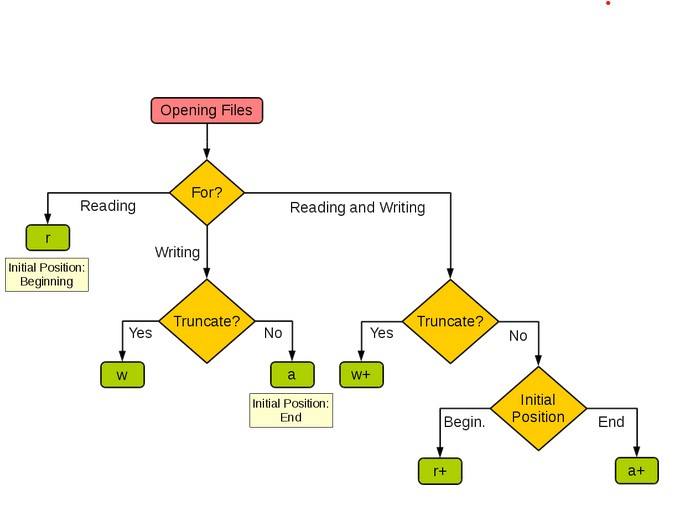 Opening Files
For?
Reading
Reading and Writing
r
Initial Position:
Beginning
Writing
Truncate?
Yes
No
w
a
Initial Position:
End
Truncate?
Yes
No
w+
Initial
Position
Begin.
End
r+
a+